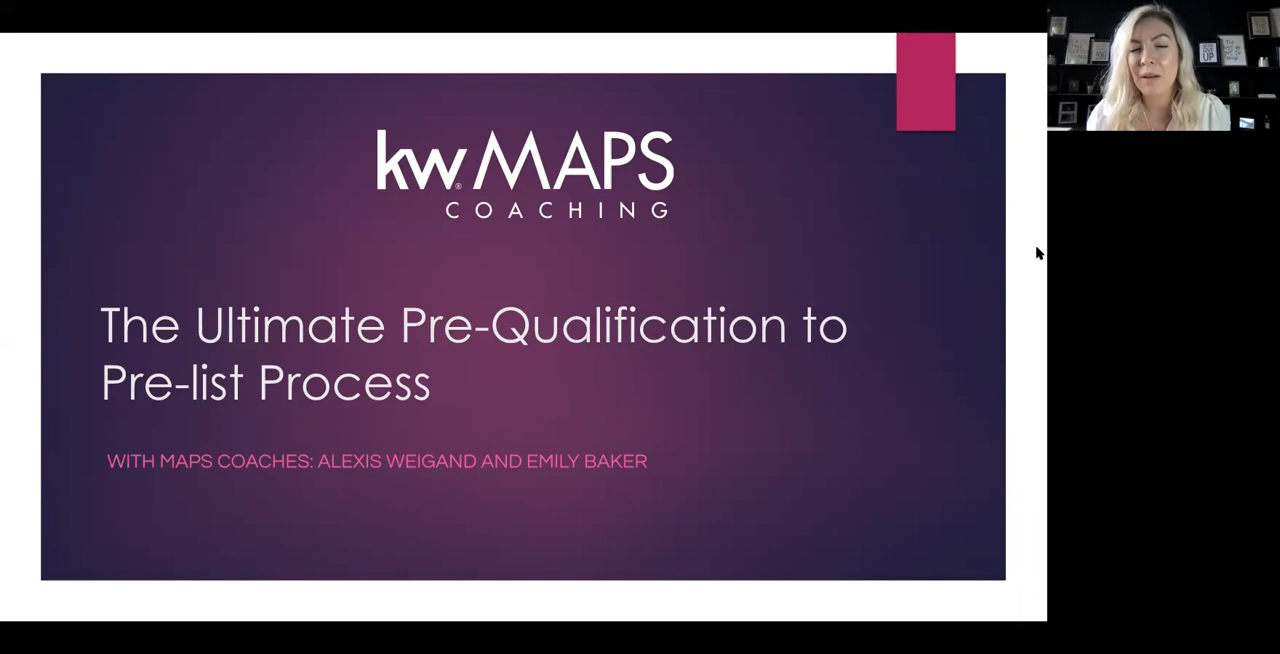 kw® MAPS
COACHING
The Ultimate Pre-Qualification to
Pre-list Process
WITH MAPS COACHES: ALEXIS WEIGAND AND EMILY BAKER
UP